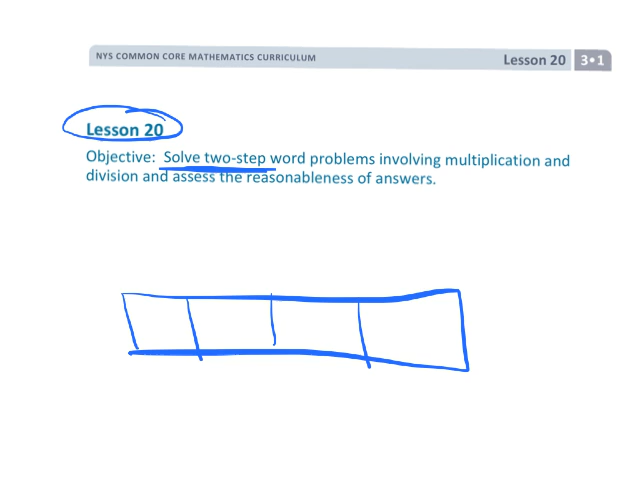 NYS COMMON CORE MATHEMATICS CURRICULUM Lesson 20 3•1
Lesson 20
Objective: Solve two-step word problems involving multiplication and
division and assess the reasonableness of answers.